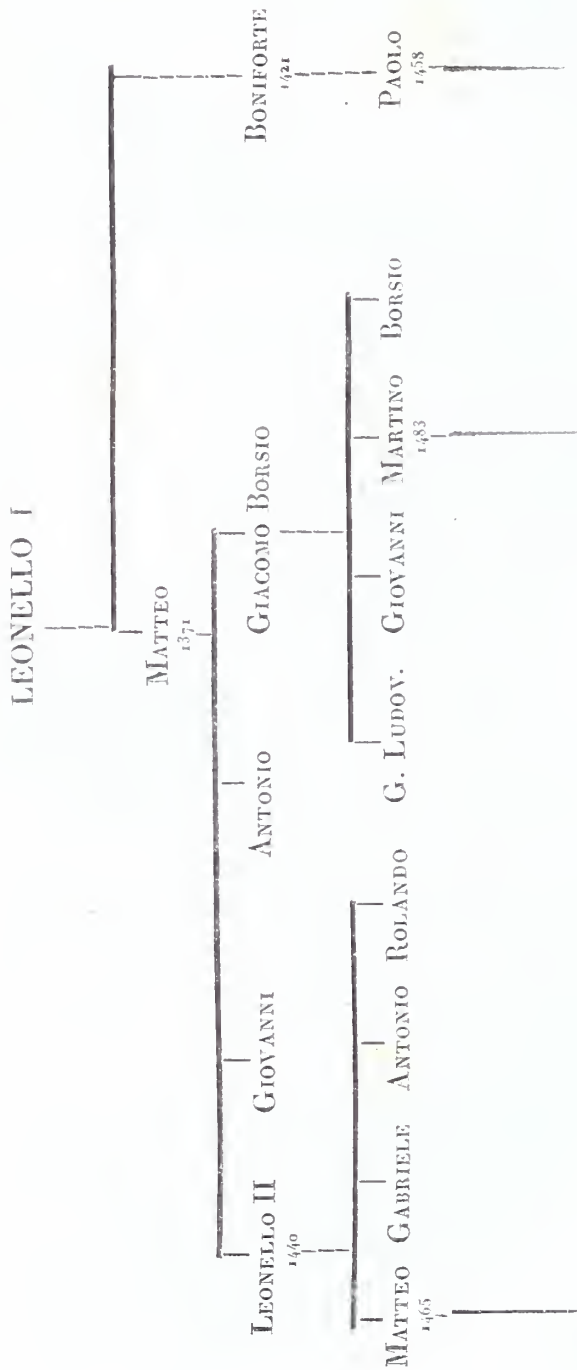 LEONELLO I
MATTEO
1371
LEONELLO II GIOVANNI ANTONIO GIACOMO BORSIO BONIFORTE
1440 1421
MATTEO GABRIELE ANTONIO ROLANDO G. LUDOV. GIOVANNI MARTINO BORSIO PAOLO
1465 1483 1458